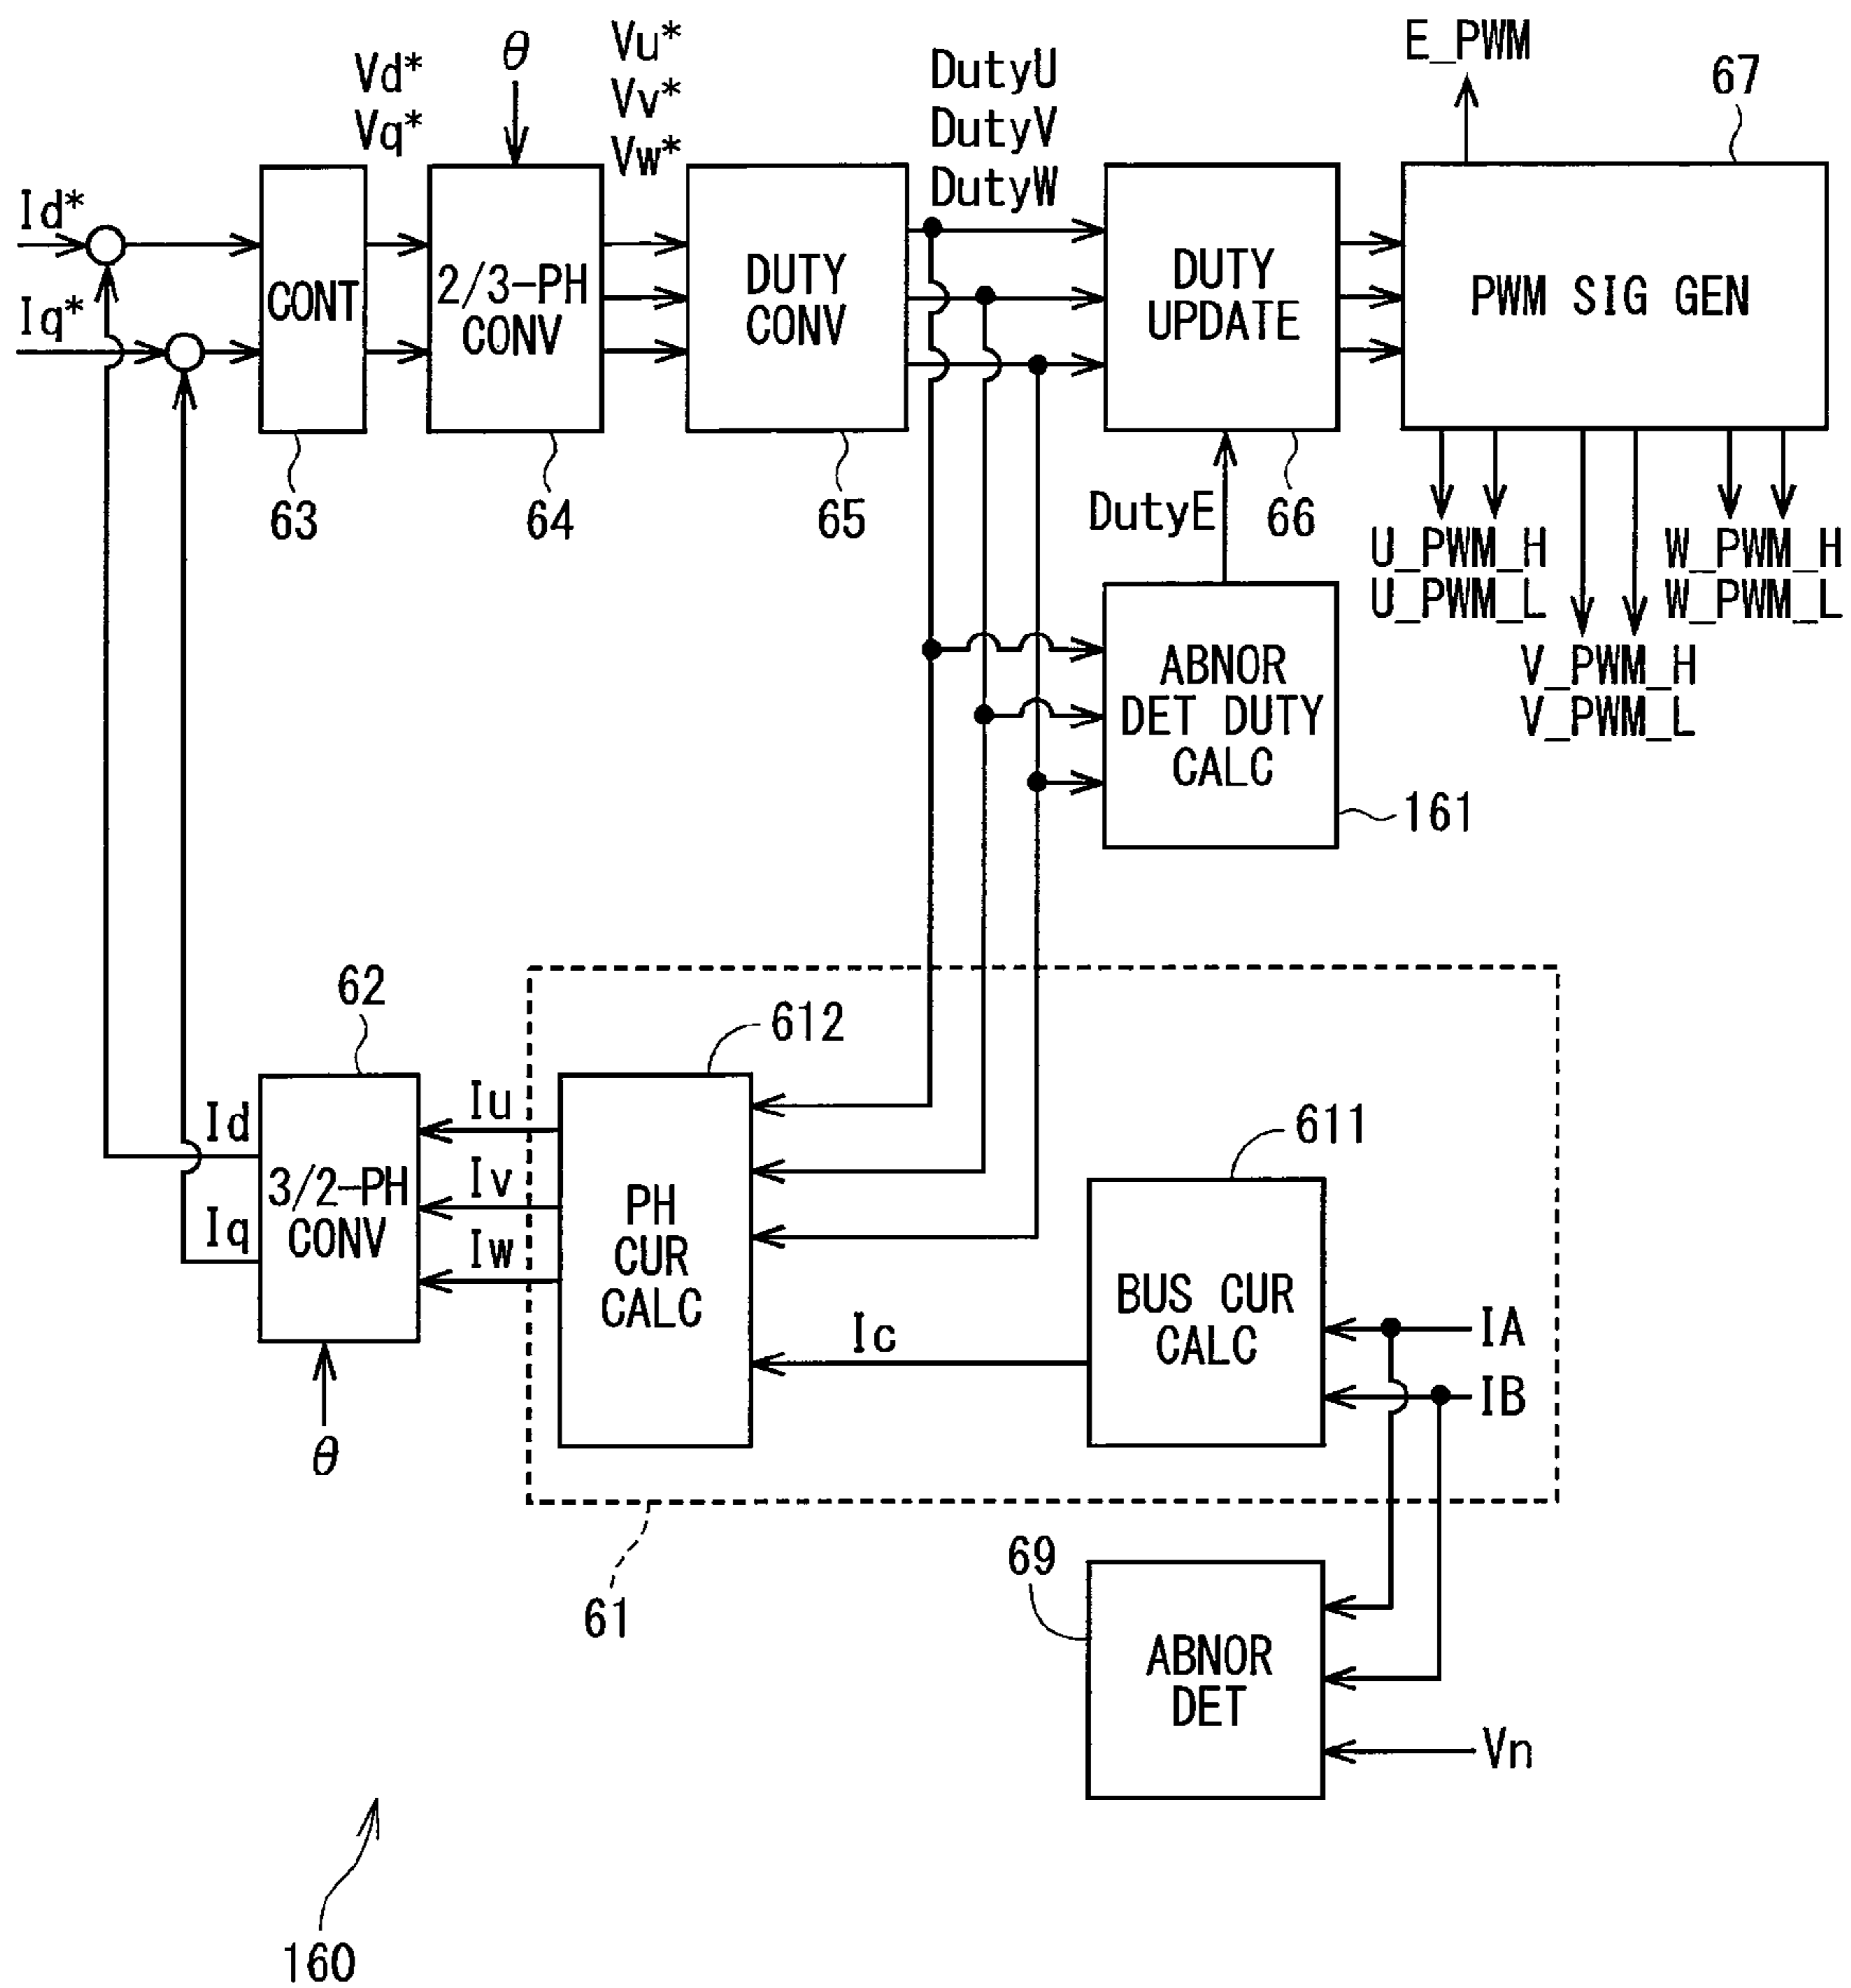 E_PWM
67
θ
Vu*
Vv*
Vw*
Vd*
Vq*
DutyU
DutyV
DutyW
Id*
Iq*
CONT
2/3-PH
CONV
DUTY
CONV
DUTY
UPDATE
PWM SIG GEN
63
64
65
66
DutyE
U_PWM_H
U_PWM_L
W_PWM_H
W_PWM_L
V_PWM_H
V_PWM_L
ABNOR
DET DUTY
CALC
161
62
612
611
Id
Iq
3/2-PH
CONV
Iu
Iv
Iw
PH
CUR
CALC
Ic
BUS CUR
CALC
IA
IB
θ
61
69
ABNOR
DET
Vn
160